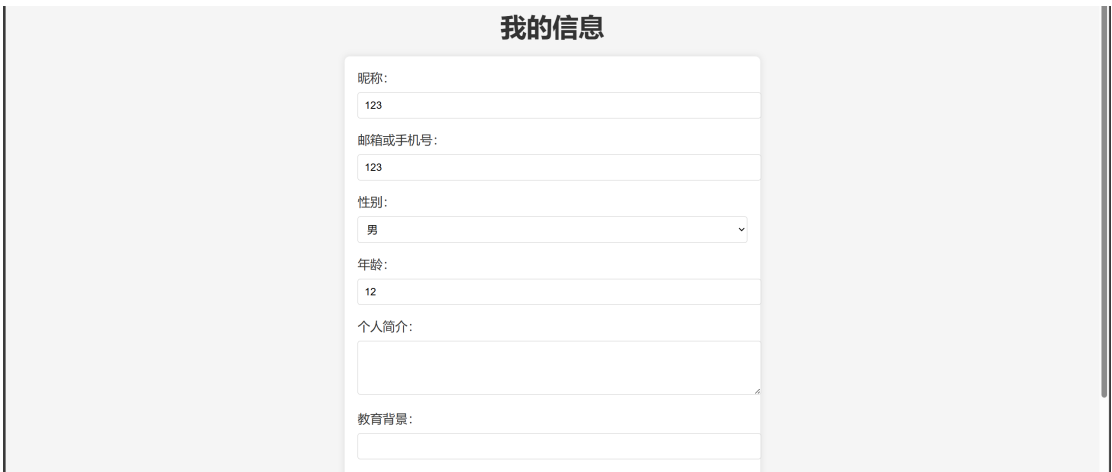 我的信息
昵称：
123
邮箱或手机号：
123
性别：
男
年龄：
12
个人简介：
教育背景：